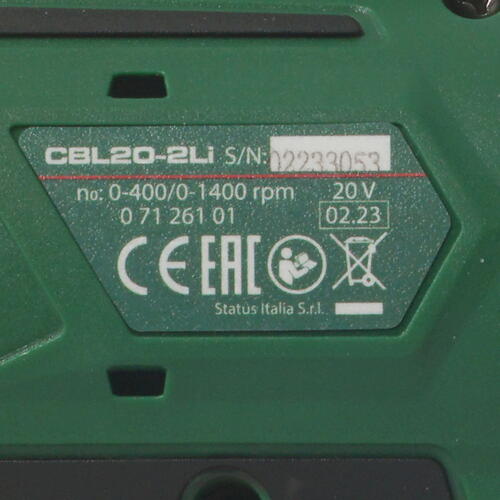 CBL20-2Li S/N: 02233053
no: 0-400/0-1400 rpm 20 V
0 71 261 01 02.23
CE EAC
Status Italia S.r.l.